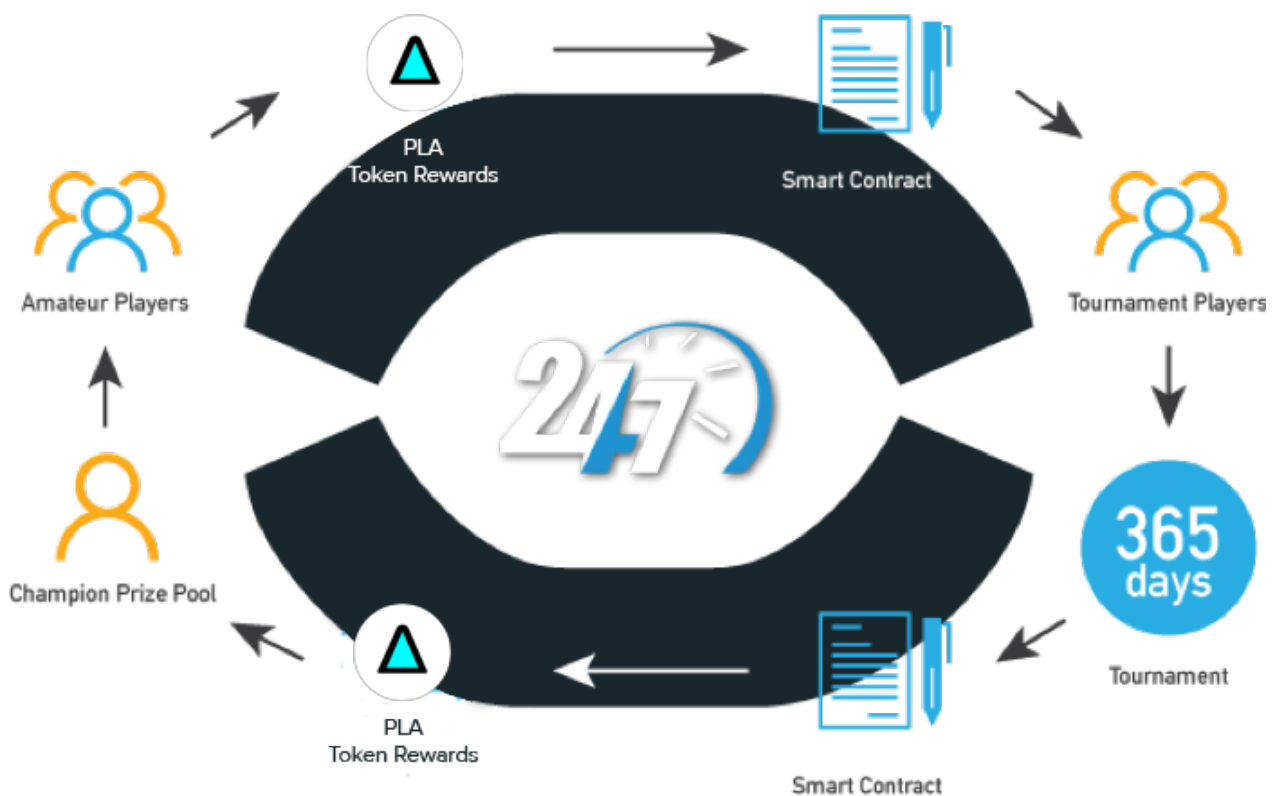 PLA
Token Rewards
Smart Contract
Amateur Players
Tournament Players
24/7
365
days
Champion Prize Pool
Tournament
PLA
Token Rewards
Smart Contract